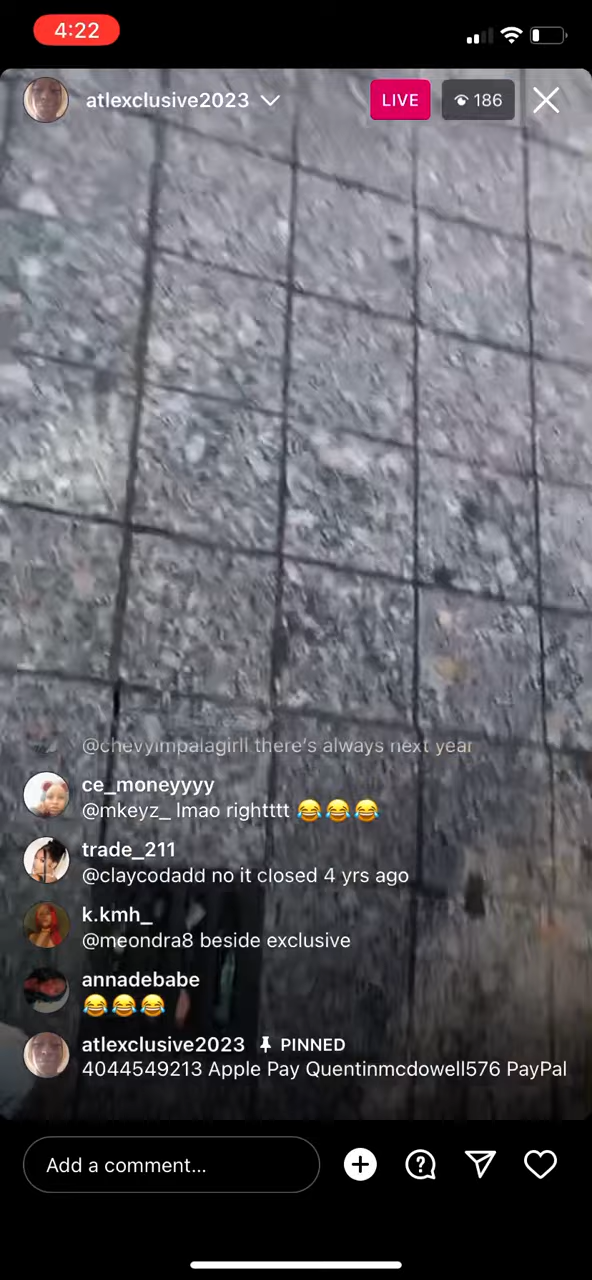 4:22
atlexclusive2023
LIVE
186
@chevyimpalagirll there's always next year
ce_moneyyyy
@mkeyz_ lmao rightttt 😂😂😂
trade_211
@claycodadd no it closed 4 yrs ago
k.kmh_
@meondra8 beside exclusive
annadebabe
😂😂😂
atlexclusive2023 PINNED
4044549213 Apple Pay Quentinmcdowell576 PayPal
Add a comment...